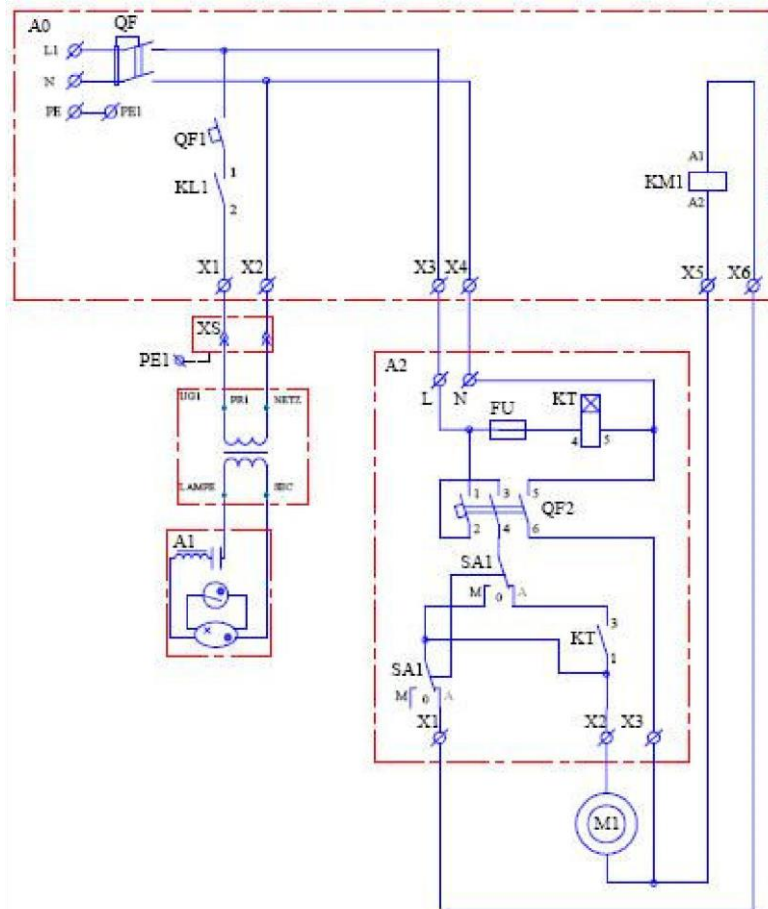 A0 QF
L1
N
PE PE1
QF1
1
KL1
2
A1
KM1
A2
X1 X2 X3 X4 X5 X6
XS
PE1
A2
L N
FU KT
4 5
UG1 PR1 NETZ
LAMPE SEC
1 3 5
QF2
2 4 6
A1
SA1
M 0 A
3
KT
1
SA1
M 0 A
X1 X2 X3
M1